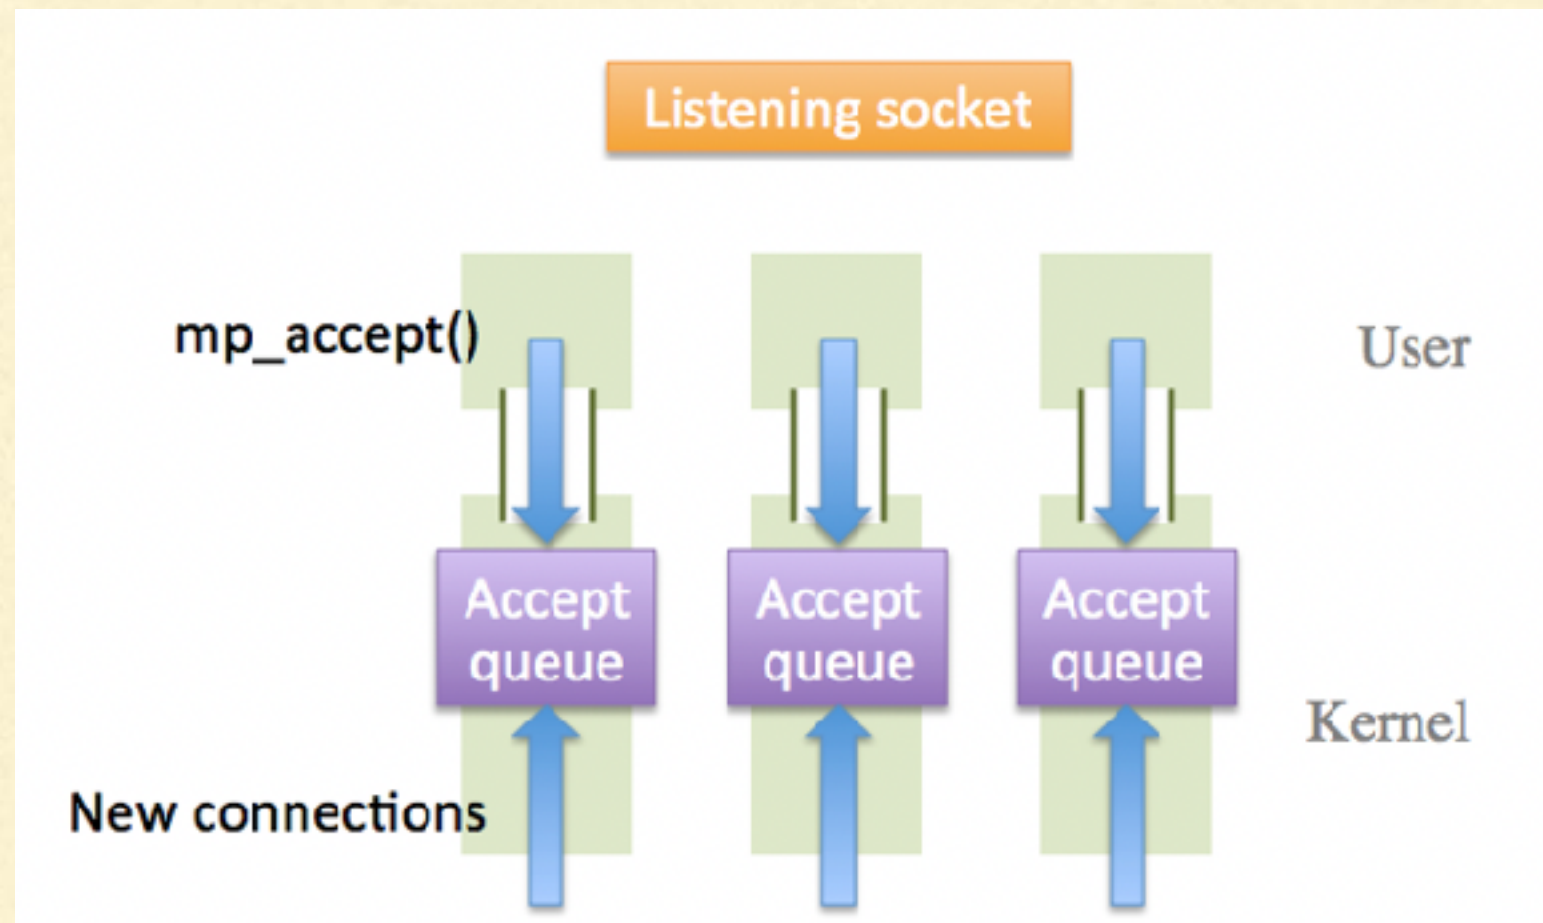 Listening socket
mp_accept()
User
Accept
queue
Accept
queue
Accept
queue
Kernel
New connections